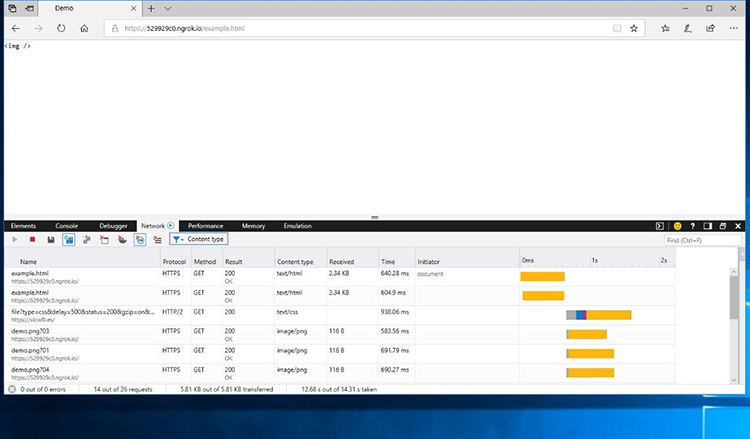 Demo
https://529929c0.ngrok.io/example.html
<img />
Elements Console Debugger Network Performance Memory Emulation
Content type
Find (Ctrl+F)
Name Protocol Method Result Content type Received Time Initiator 0ms 1s 2s
example.html HTTPS GET 200 text/html 2.34 KB 640.28 ms document
https://529929c0.ngrok.io/ OK
example.html HTTPS GET 200 text/html 2.34 KB 604.9 ms
https://529929c0.ngrok.io/ OK
file?type=css&delay=500&status=200&gzip=on&... HTTP/2 GET 200 text/css 938.06 ms
https://slowfil.es/
demo.png?03 HTTPS GET 200 image/png 116 B 583.56 ms
https://529929c0.ngrok.io/ OK
demo.png?01 HTTPS GET 200 image/png 116 B 691.79 ms
https://529929c0.ngrok.io/ OK
demo.png?04 HTTPS GET 200 image/png 116 B 690.27 ms
https://529929c0.ngrok.io/ OK
0 out of 0 errors 14 out of 26 requests 5.81 KB out of 5.81 KB transferred 12.68 s out of 14.31 s taken